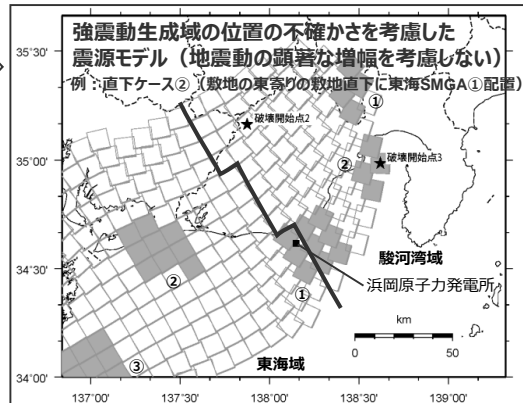 強震動生成域の位置の不確かさを考慮した
震源モデル（地震動の顕著な増幅を考慮しない）
例：直下ケース②（敷地の東寄りの敷地直下に東海SMGA①配置）
35°30'
①
破壊開始点2
35°00'
②
破壊開始点3
駿河湾域
34°30'
浜岡原子力発電所
②
①
km
0
50
③
東海域
34°00'
137°00'
137°30'
138°00'
138°30'
139°00'